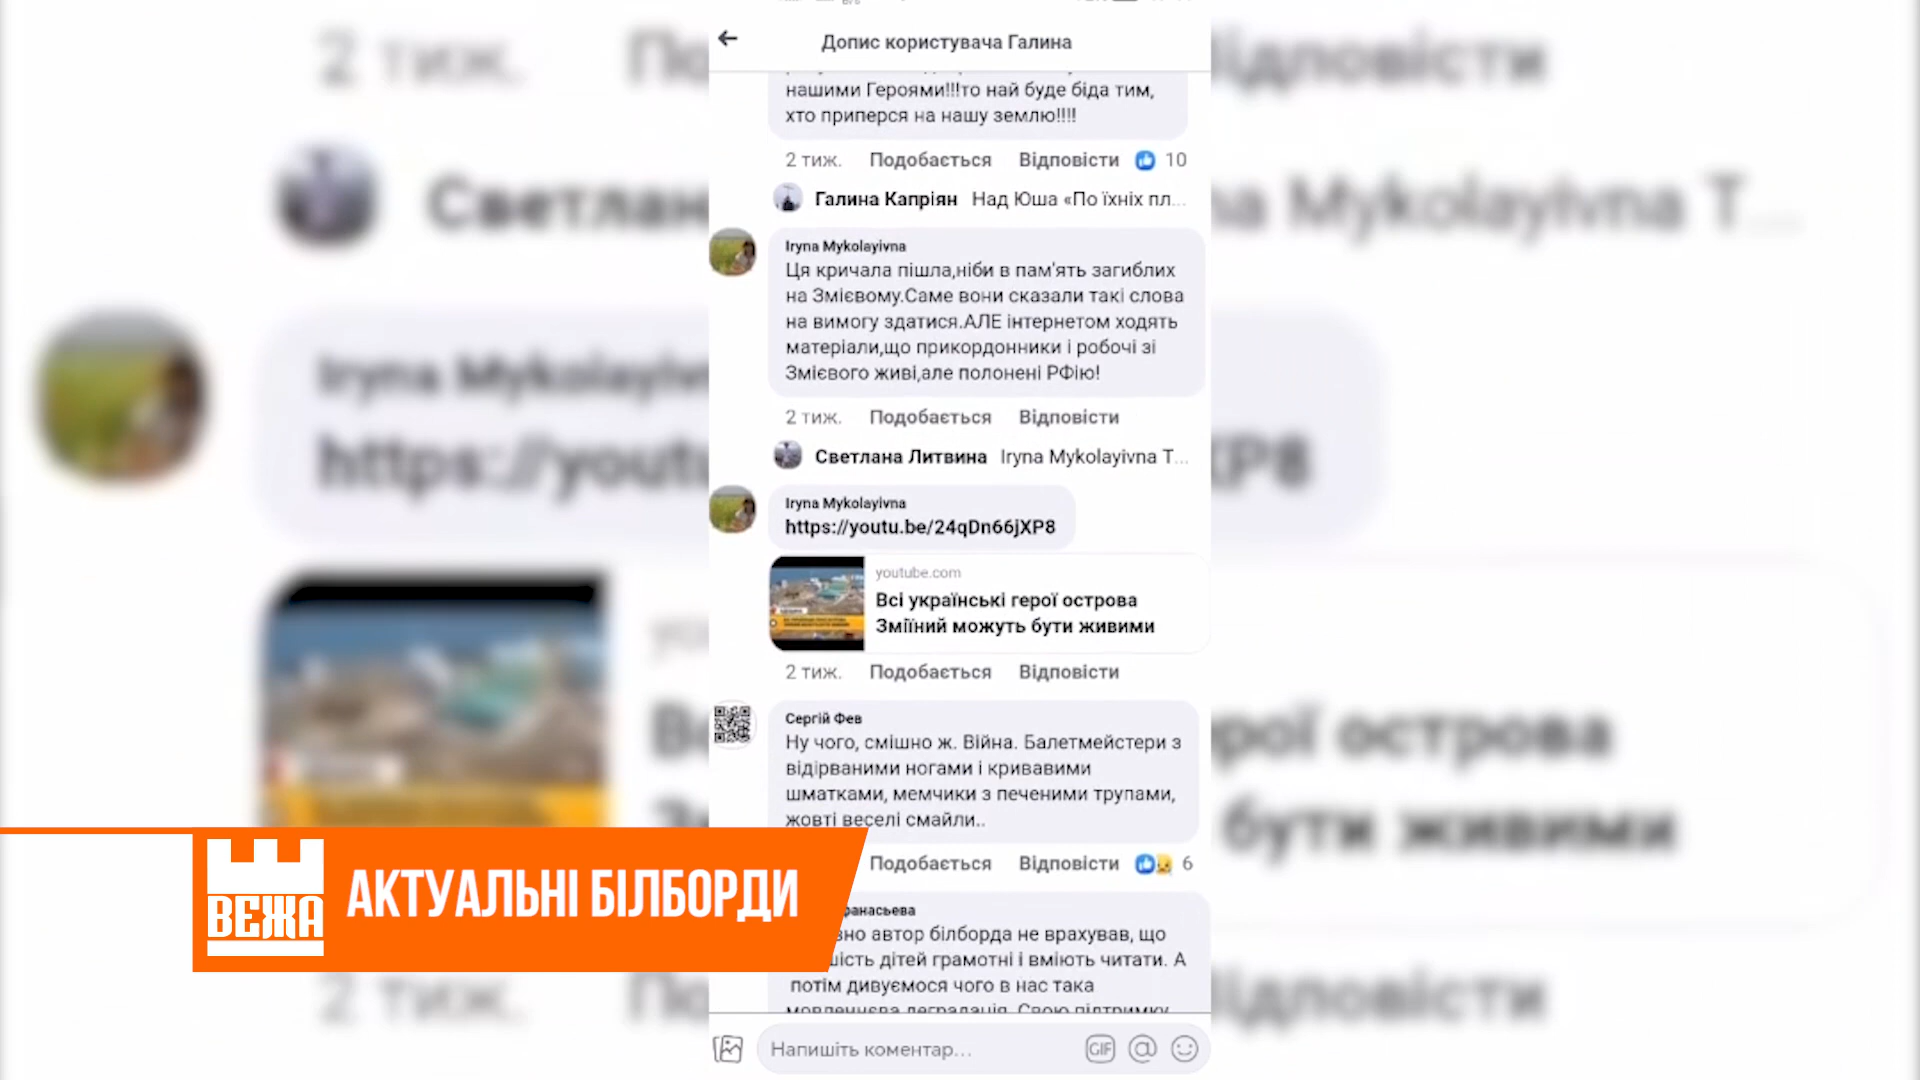 Допис користувача Галина
нашими Героями!!!то най буде біда тим,
хто приперся на нашу землю!!!!
2 тиж. Подобається Відповісти 10
Галина Капріян Над Юша «По їхніх пл...
Iryna Mykolayivna
Ця кричала пішла,ніби в пам'ять загиблих
на Змієвому.Саме вони сказали такі слова
на вимогу здатися.АЛЕ інтернетом ходять
матеріали,що прикордонники і робочі зі
Змієвого живі,але полонені РФію!
2 тиж. Подобається Відповісти
Светлана Литвина Iryna Mykolayivna Т...
Iryna Mykolayivna
https://youtu.be/24qDn66jXP8
youtube.com
Всі українські герої острова
Зміїний можуть бути живими
2 тиж. Подобається Відповісти
Сергій Фев
Ну чого, смішно ж. Війна. Балетмейстери з
відірваними ногами і кривавими
шматками, мемчики з печеними трупами,
жовті веселі смайли..
Подобається Відповісти 6
ВЕЖА
АКТУАЛЬНІ БІЛБОРДИ
автор білборда не врахував, що
дітей грамотні і вміють читати. А
потім дивуємося чого в нас така
мовленнєва деградація. Свою підтримку
Напишіть коментар...
GIF